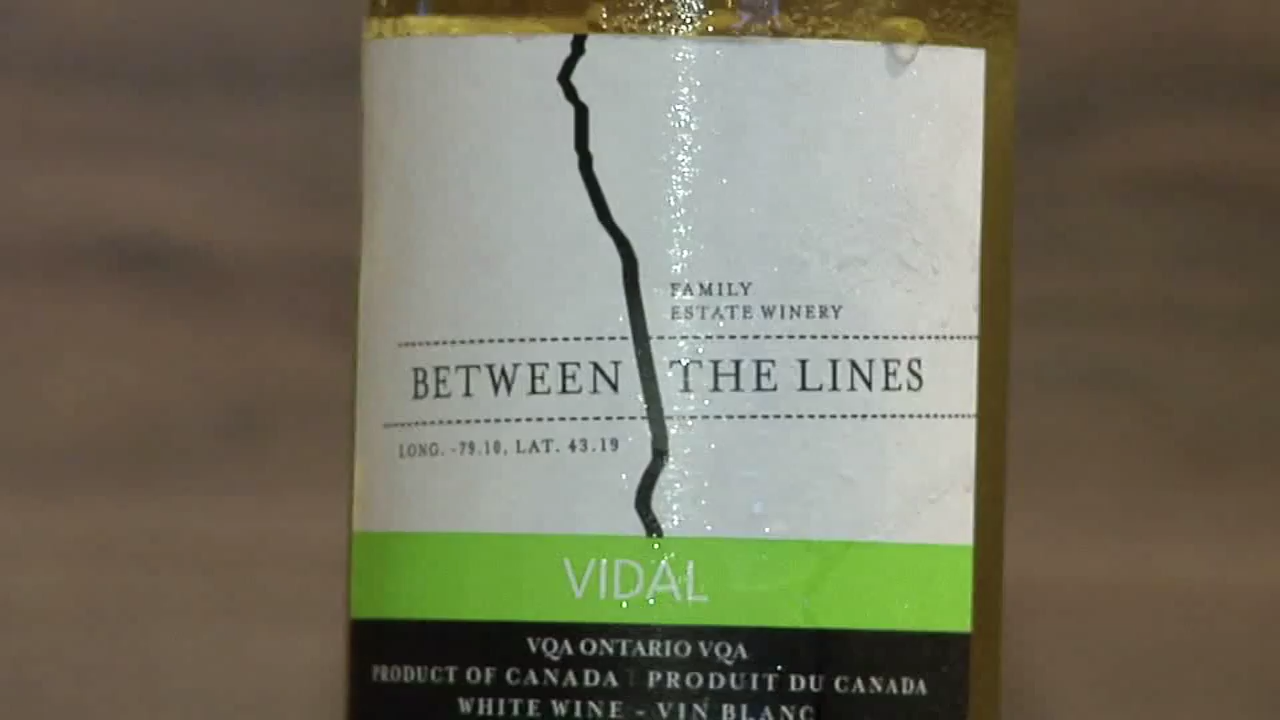 FAMILY
ESTATE WINERY
BETWEEN THE LINES
LONG. -79.10, LAT. 43.19
VIDAL
VQA ONTARIO VQA
PRODUCT OF CANADA PRODUIT DU CANADA
WHITE WINE - VIN BLANC